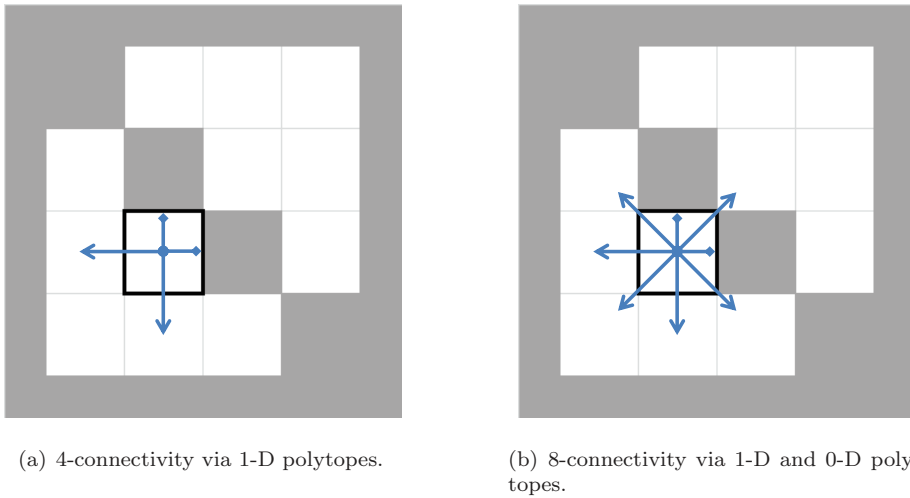 (a) 4-connectivity via 1-D polytopes.
(b) 8-connectivity via 1-D and 0-D poly
topes.